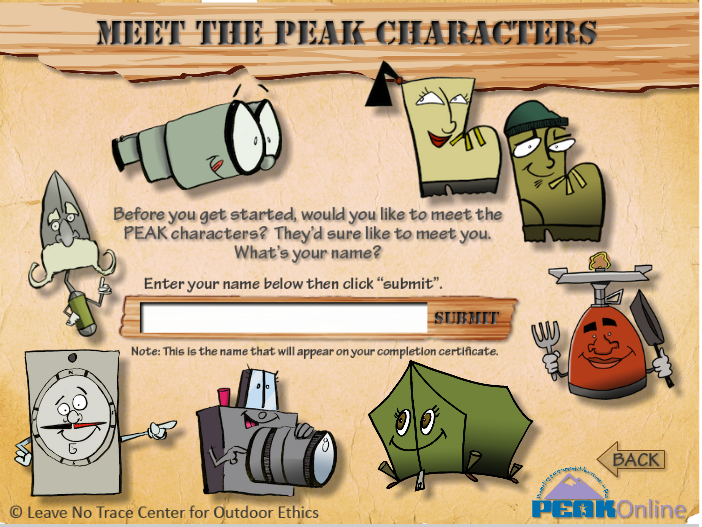 MEET THE PEAK CHARACTERS
Before you get started, would you like to meet the
PEAK characters? They'd sure like to meet you.
What's your name?
Enter your name below then click "submit".
SUBMIT
Note: This is the name that will appear on your completion certificate.
BACK
PEAKOnline
© Leave No Trace Center for Outdoor Ethics